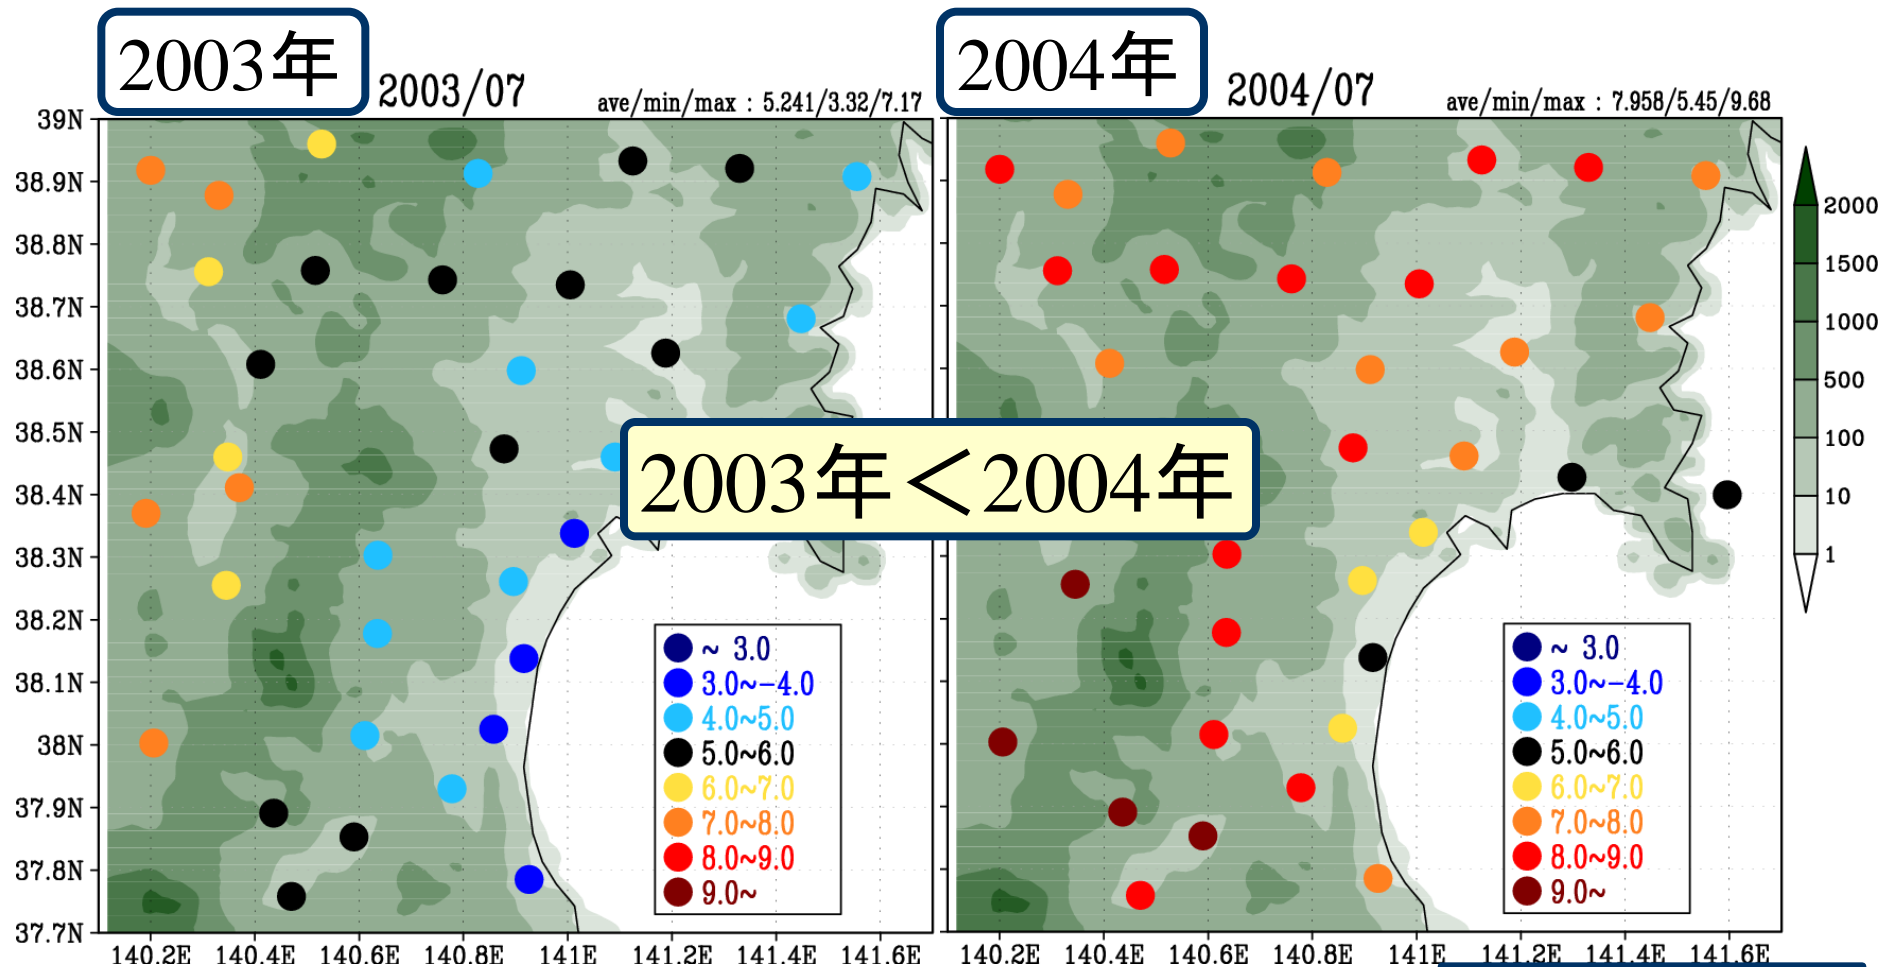 2003年
2003/07
ave/min/max : 5.241/3.32/7.17
2004年
2004/07
ave/min/max : 7.958/5.45/9.68
39N
38.9N
38.8N
38.7N
38.6N
38.5N
38.4N
38.3N
38.2N
38.1N
38N
37.9N
37.8N
37.7N
2003年＜2004年
~ 3.0
3.0~-4.0
4.0~5.0
5.0~6.0
6.0~7.0
7.0~8.0
8.0~9.0
9.0~
~ 3.0
3.0~-4.0
4.0~5.0
5.0~6.0
6.0~7.0
7.0~8.0
8.0~9.0
9.0~
2000
1500
1000
500
100
10
1
140.2E 140.4E 140.6E 140.8E 141E 141.2E 141.4E 141.6E
140.2E 140.4E 140.6E 140.8E 141E 141.2E 141.4E 141.6E